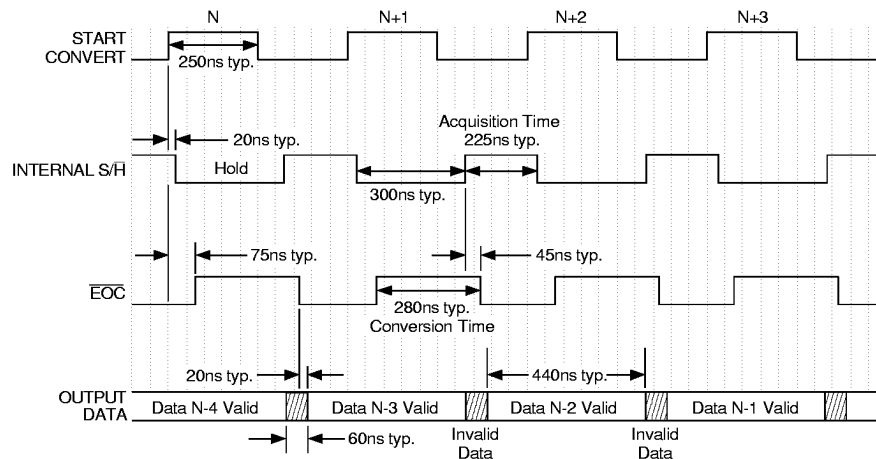 N N+1 N+2 N+3
START
CONVERT
250ns typ.
Acquisition Time
20ns typ. 225ns typ.
INTERNAL S/H̅
Hold
300ns typ.
75ns typ. 45ns typ.
E̅O̅C̅
280ns typ.
Conversion Time
20ns typ. 440ns typ.
OUTPUT
DATA
Data N-4 Valid Data N-3 Valid Data N-2 Valid Data N-1 Valid
60ns typ.
Invalid
Data
Invalid
Data